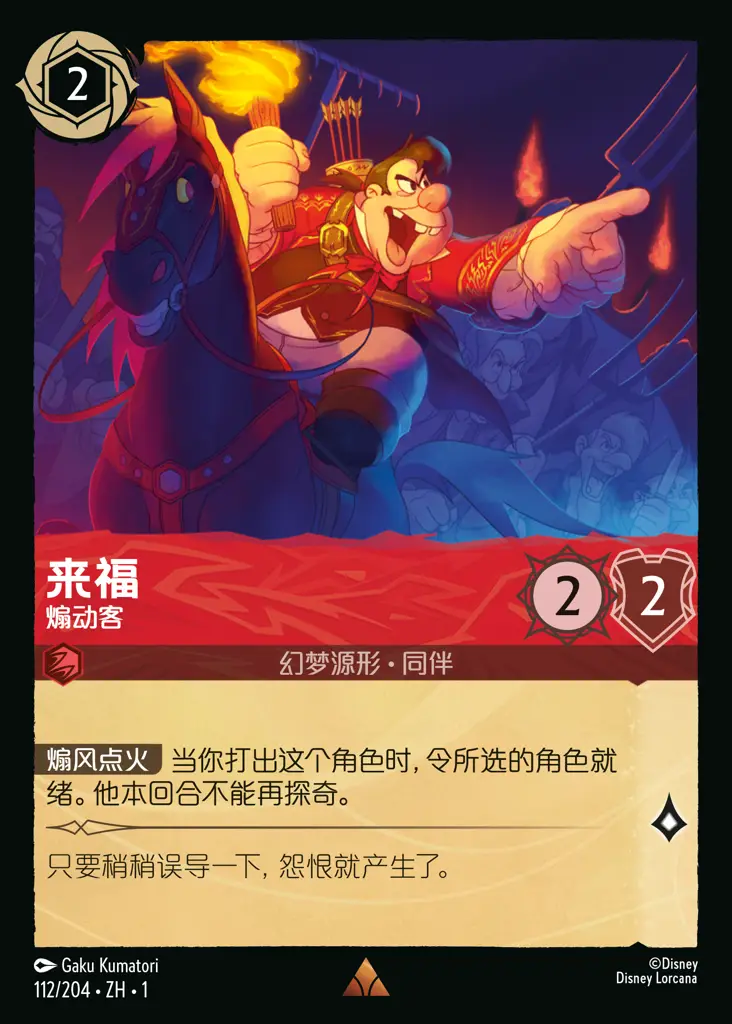 2
来福
煽动客
2
2
幻梦源形·同伴
煽风点火 当你打出这个角色时, 令所选的角色就
绪。他本回合不能再探奇。
只要稍稍误导一下, 怨恨就产生了。
Gaku Kumatori
©Disney
112/204 • ZH • 1
Disney Lorcana